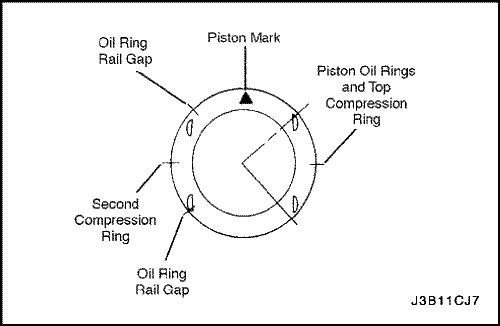 Oil Ring
Rail Gap
Piston Mark
Piston Oil Rings
and Top
Compression
Ring
Second
Compression
Ring
Oil Ring
Rail Gap
J3B11CJ7